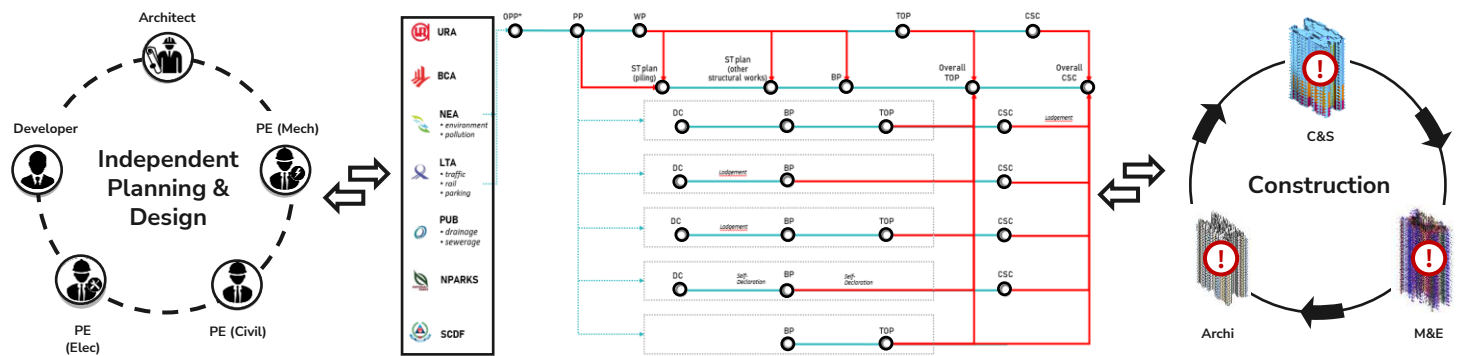 Architect
Developer
PE (Mech)
Independent
Planning &
Design
PE
(Elec)
PE (Civil)
URA
BCA
NEA
• environment
• pollution
LTA
• traffic
• rail
• parking
PUB
• drainage
• sewerage
NPARKS
SCDF
OPP*
PP
WP
TOP
CSC
ST plan
(piling)
ST plan
(other
structural works)
BP
Overall
TOP
Overall
CSC
DC
BP
TOP
CSC
Lodgement
DC
Lodgement
BP
CSC
DC
Lodgement
BP
TOP
CSC
DC
Self-
Declaration
BP
Self-
Declaration
CSC
BP
TOP
C&S
Construction
Archi
M&E